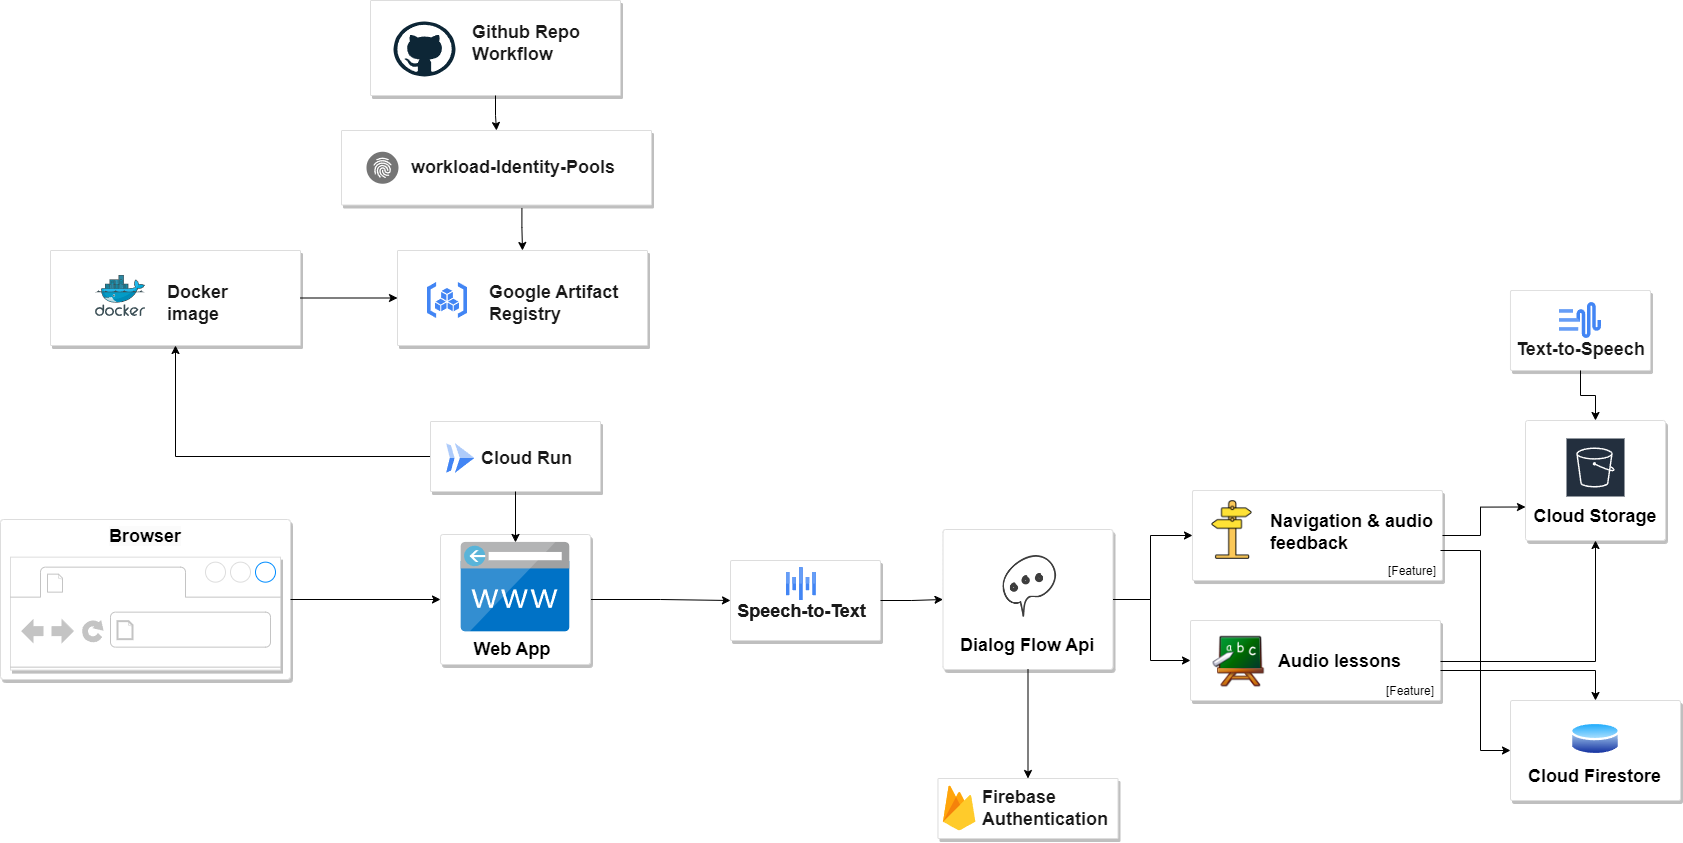 Github Repo
Workflow
workload-Identity-Pools
docker
Docker
image
Google Artifact
Registry
Text-to-Speech
Cloud Run
Cloud Storage
Browser
WWW
Web App
Speech-to-Text
Dialog Flow Api
Navigation & audio
feedback
[Feature]
abc
Audio lessons
[Feature]
Cloud Firestore
Firebase
Authentication